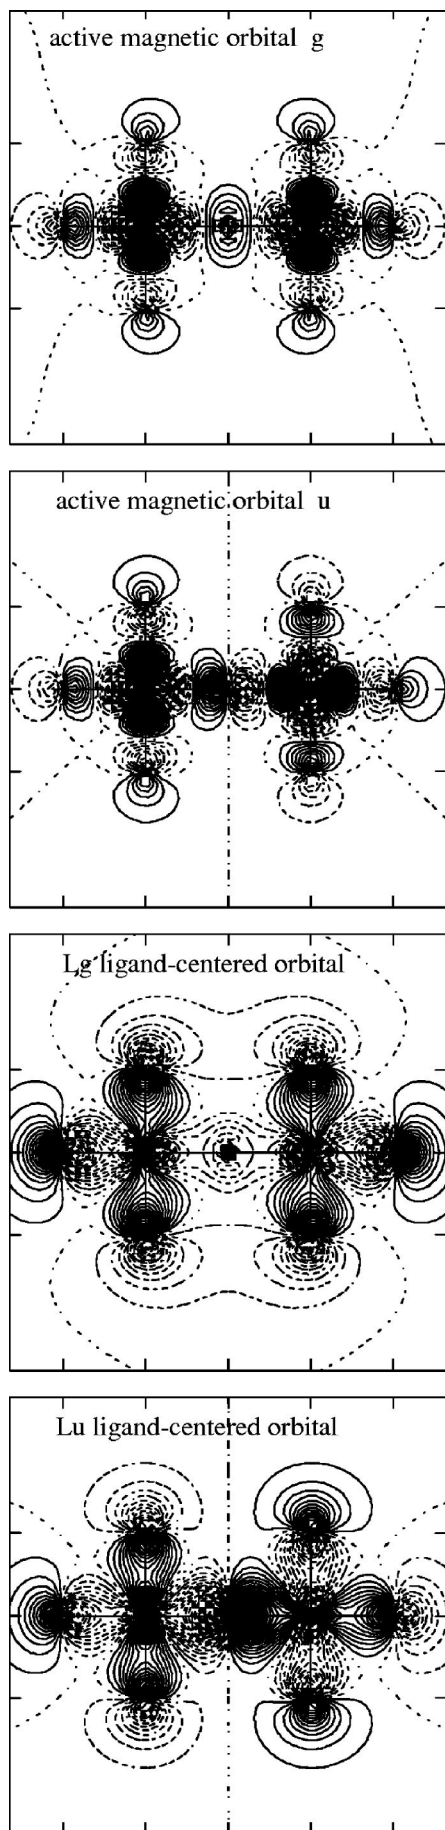 active magnetic orbital g
active magnetic orbital u
Lg ligand-centered orbital
Lu ligand-centered orbital